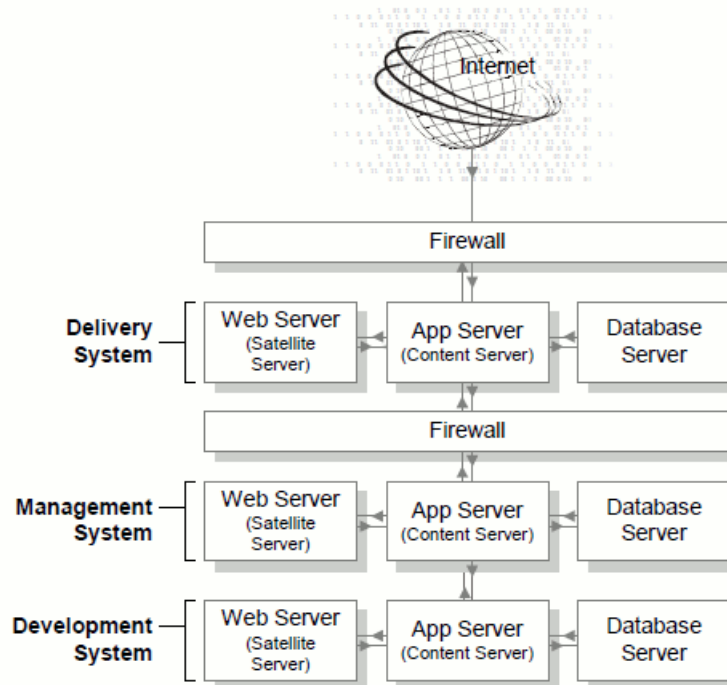 Internet
Firewall
Delivery
System
Web Server
(Satellite
Server)
App Server
(Content Server)
Database
Server
Firewall
Management
System
Web Server
(Satellite
Server)
App Server
(Content Server)
Database
Server
Development
System
Web Server
(Satellite
Server)
App Server
(Content Server)
Database
Server